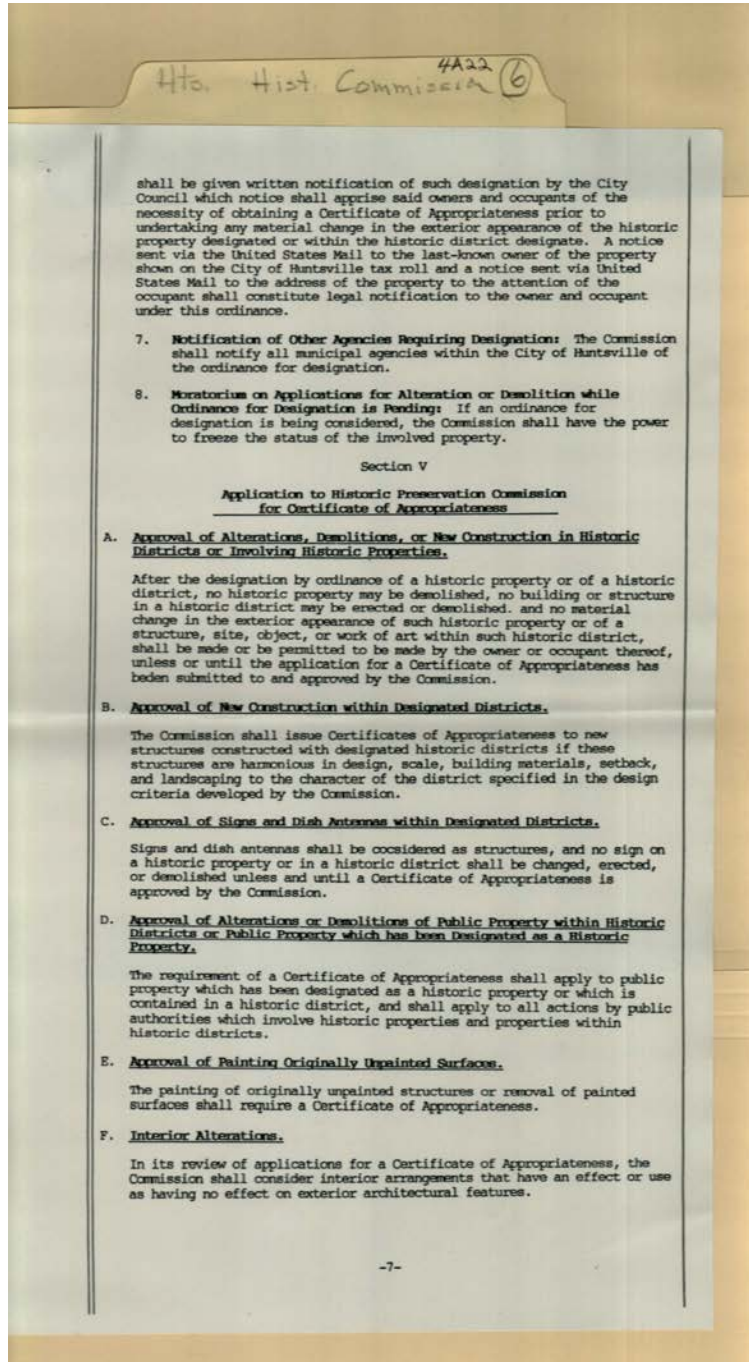 4A22
Hts. Hist. Commission 6
shall be given written notification of such designation by the City
Council which notice shall apprise said owners and occupants of the
necessity of obtaining a Certificate of Appropriateness prior to
undertaking any material change in the exterior appearance of the historic
property designated or within the historic district designate. A notice
sent via the United States Mail to the last-known owner of the property
shown on the City of Huntsville tax roll and a notice sent via United
States Mail to the address of the property to the attention of the
occupant shall constitute legal notification to the owner and occupant
under this ordinance.
7. Notification of Other Agencies Requiring Designation: The Commission
shall notify all municipal agencies within the City of Huntsville of
the ordinance for designation.
8. Moratorium on Applications for Alteration or Demolition while
Ordinance for Designation is Pending: If an ordinance for
designation is being considered, the Commission shall have the power
to freeze the status of the involved property.
Section V
Application to Historic Preservation Commission
for Certificate of Appropriateness
A. Approval of Alterations, Demolitions, or New Construction in Historic
Districts or Involving Historic Properties.
After the designation by ordinance of a historic property or of a historic
district, no historic property may be demolished, no building or structure
in a historic district may be erected or demolished. and no material
change in the exterior appearance of such historic property or of a
structure, site, object, or work of art within such historic district,
shall be made or be permitted to be made by the owner or occupant thereof,
unless or until the application for a Certificate of Appropriateness has
beden submitted to and approved by the Commission.
B. Approval of New Construction within Designated Districts.
The Commission shall issue Certificates of Appropriateness to new
structures constructed with designated historic districts if these
structures are harmonious in design, scale, building materials, setback,
and landscaping to the character of the district specified in the design
criteria developed by the Commission.
C. Approval of Signs and Dish Antennas within Designated Districts.
Signs and dish antennas shall be cocsidered as structures, and no sign on
a historic property or in a historic district shall be changed, erected,
or demolished unless and until a Certificate of Appropriateness is
approved by the Commission.
D. Approval of Alterations or Demolitions of Public Property within Historic
Districts or Public Property which has been Designated as a Historic
Property.
The requirement of a Certificate of Appropriateness shall apply to public
property which has been designated as a historic property or which is
contained in a historic district, and shall apply to all actions by public
authorities which involve historic properties and properties within
historic districts.
E. Approval of Painting Originally Unpainted Surfaces.
The painting of originally unpainted structures or removal of painted
surfaces shall require a Certificate of Appropriateness.
F. Interior Alterations.
In its review of applications for a Certificate of Appropriateness, the
Commission shall consider interior arrangements that have an effect or use
as having no effect on exterior architectural features.
-7-